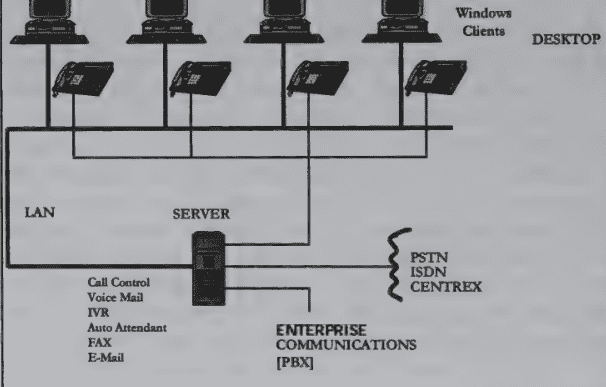 Windows
Clients
DESKTOP
LAN
SERVER
PSTN
ISDN
CENTREX
Call Control
Voice Mail
IVR
Auto Attendant
FAX
E-Mail
ENTERPRISE
COMMUNICATIONS
[PBX]